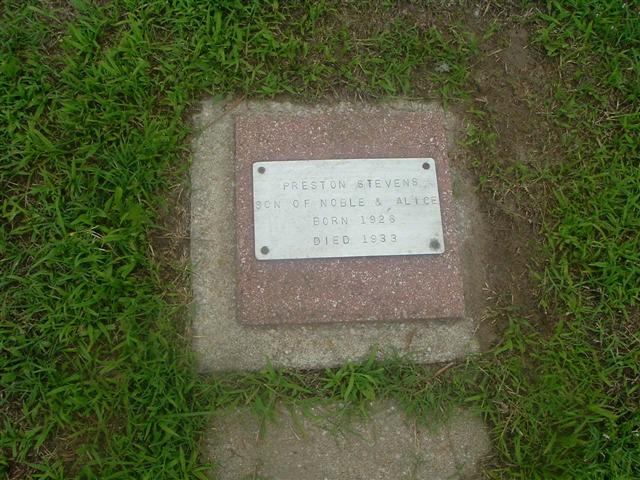 PRESTON STEVENS
SON OF NOBLE & ALICE
BORN 1926
DIED 1933